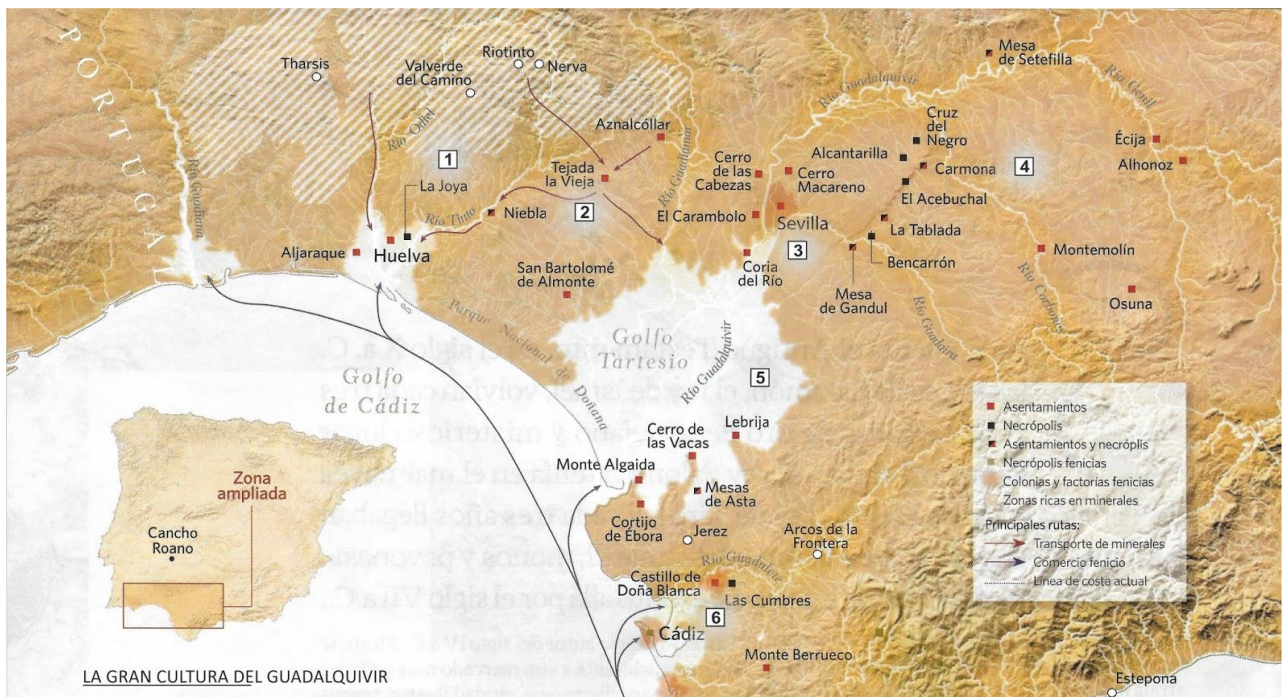 PORTUGAL
Tharsis
Valverde
del Camino
Riotinto
Nerva
Mesa
de Setefilla
Río Guadalquivir
Río Genil
Río Odiel
Aznalcóllar
Río Guadiamar
Río Guadiana
1
La Joya
Tejada
la Vieja
Cerro
de las
Cabezas
Cerro
Macareno
Alcantarilla
Cruz
del
Negro
Carmona
4
Écija
Alhonoz
El Acebuchal
Río Tinto
Niebla
2
El Carambolo
Sevilla
La Tablada
Aljaraque
Huelva
3
Bencarrón
Montemolín
San Bartolomé
de Almonte
Coria
del Río
Mesa
de Gandul
Río Corbones
Osuna
Río Guadaira
Parque Nacional de Doñana
Golfo
Tartesio
Río Guadalquivir
Golfo
de Cádiz
5
Lebrija
Cerro de
las Vacas
Monte Algaida
Mesas
de Asta
Cortijo
de Ébora
Jerez
Arcos de la
Frontera
Río Guadalete
Castillo de
Doña Blanca
Las Cumbres
6
Cádiz
Monte Berrueco
Estepona
Asentamientos
Necrópolis
Asentamientos y necróplis
Necrópolis fenicias
Colonias y factorías fenicias
Zonas ricas en minerales
Principales rutas:
Transporte de minerales
Comercio fenicio
Línea de costa actual
Zona
ampliada
Cancho
Roano
LA GRAN CULTURA DEL GUADALQUIVIR